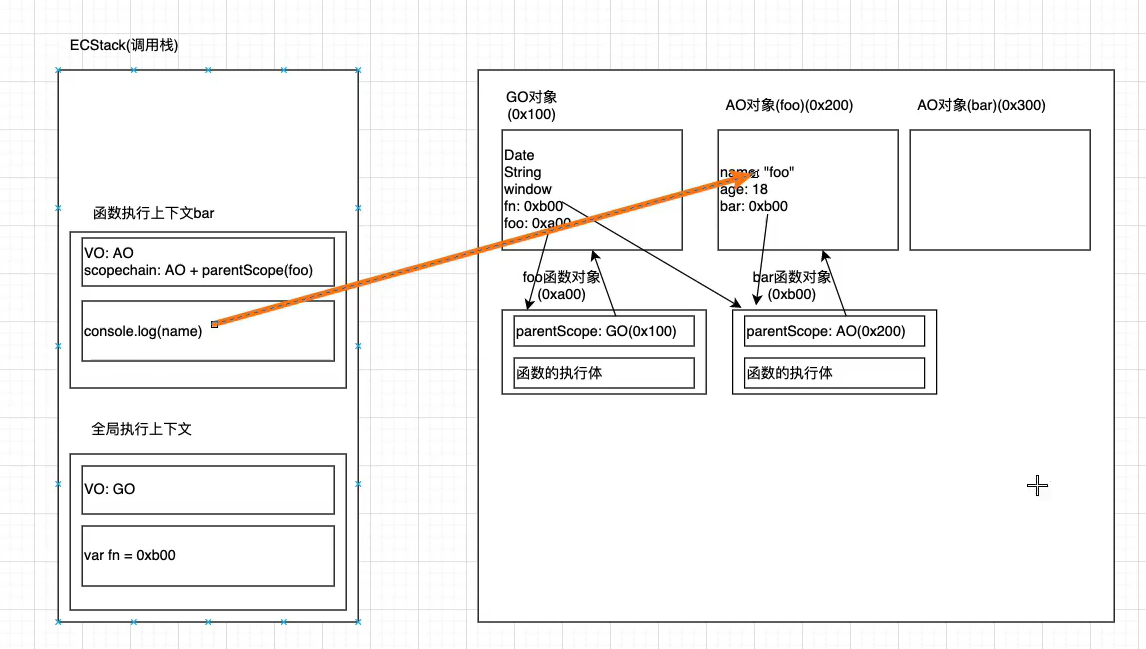 ECStack(调用栈)
函数执行上下文bar
VO: AO
scopechain: AO + parentScope(foo)
console.log(name)
全局执行上下文
VO: GO
var fn = 0xb00
GO对象
(0x100)
Date
String
window
fn: 0xb00
foo: 0xa00
AO对象(foo)(0x200)
name: "foo"
age: 18
bar: 0xb00
AO对象(bar)(0x300)
foo函数对象
(0xa00)
parentScope: GO(0x100)
函数的执行体
bar函数对象
(0xb00)
parentScope: AO(0x200)
函数的执行体